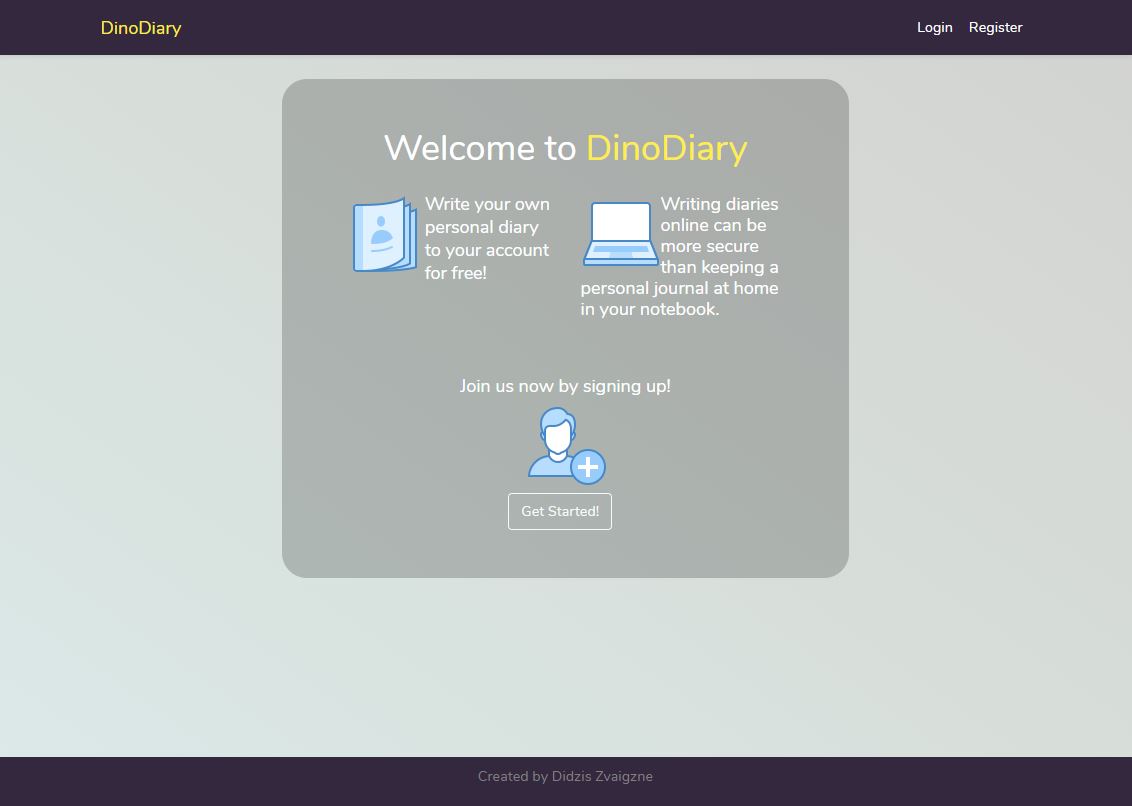 DinoDiary
Login Register
Welcome to DinoDiary
Write your own
personal diary
to your account
for free!
Writing diaries
online can be
more secure
than keeping a
personal journal at home
in your notebook.
Join us now by signing up!
Get Started!
Created by Didzis Zvaigzne